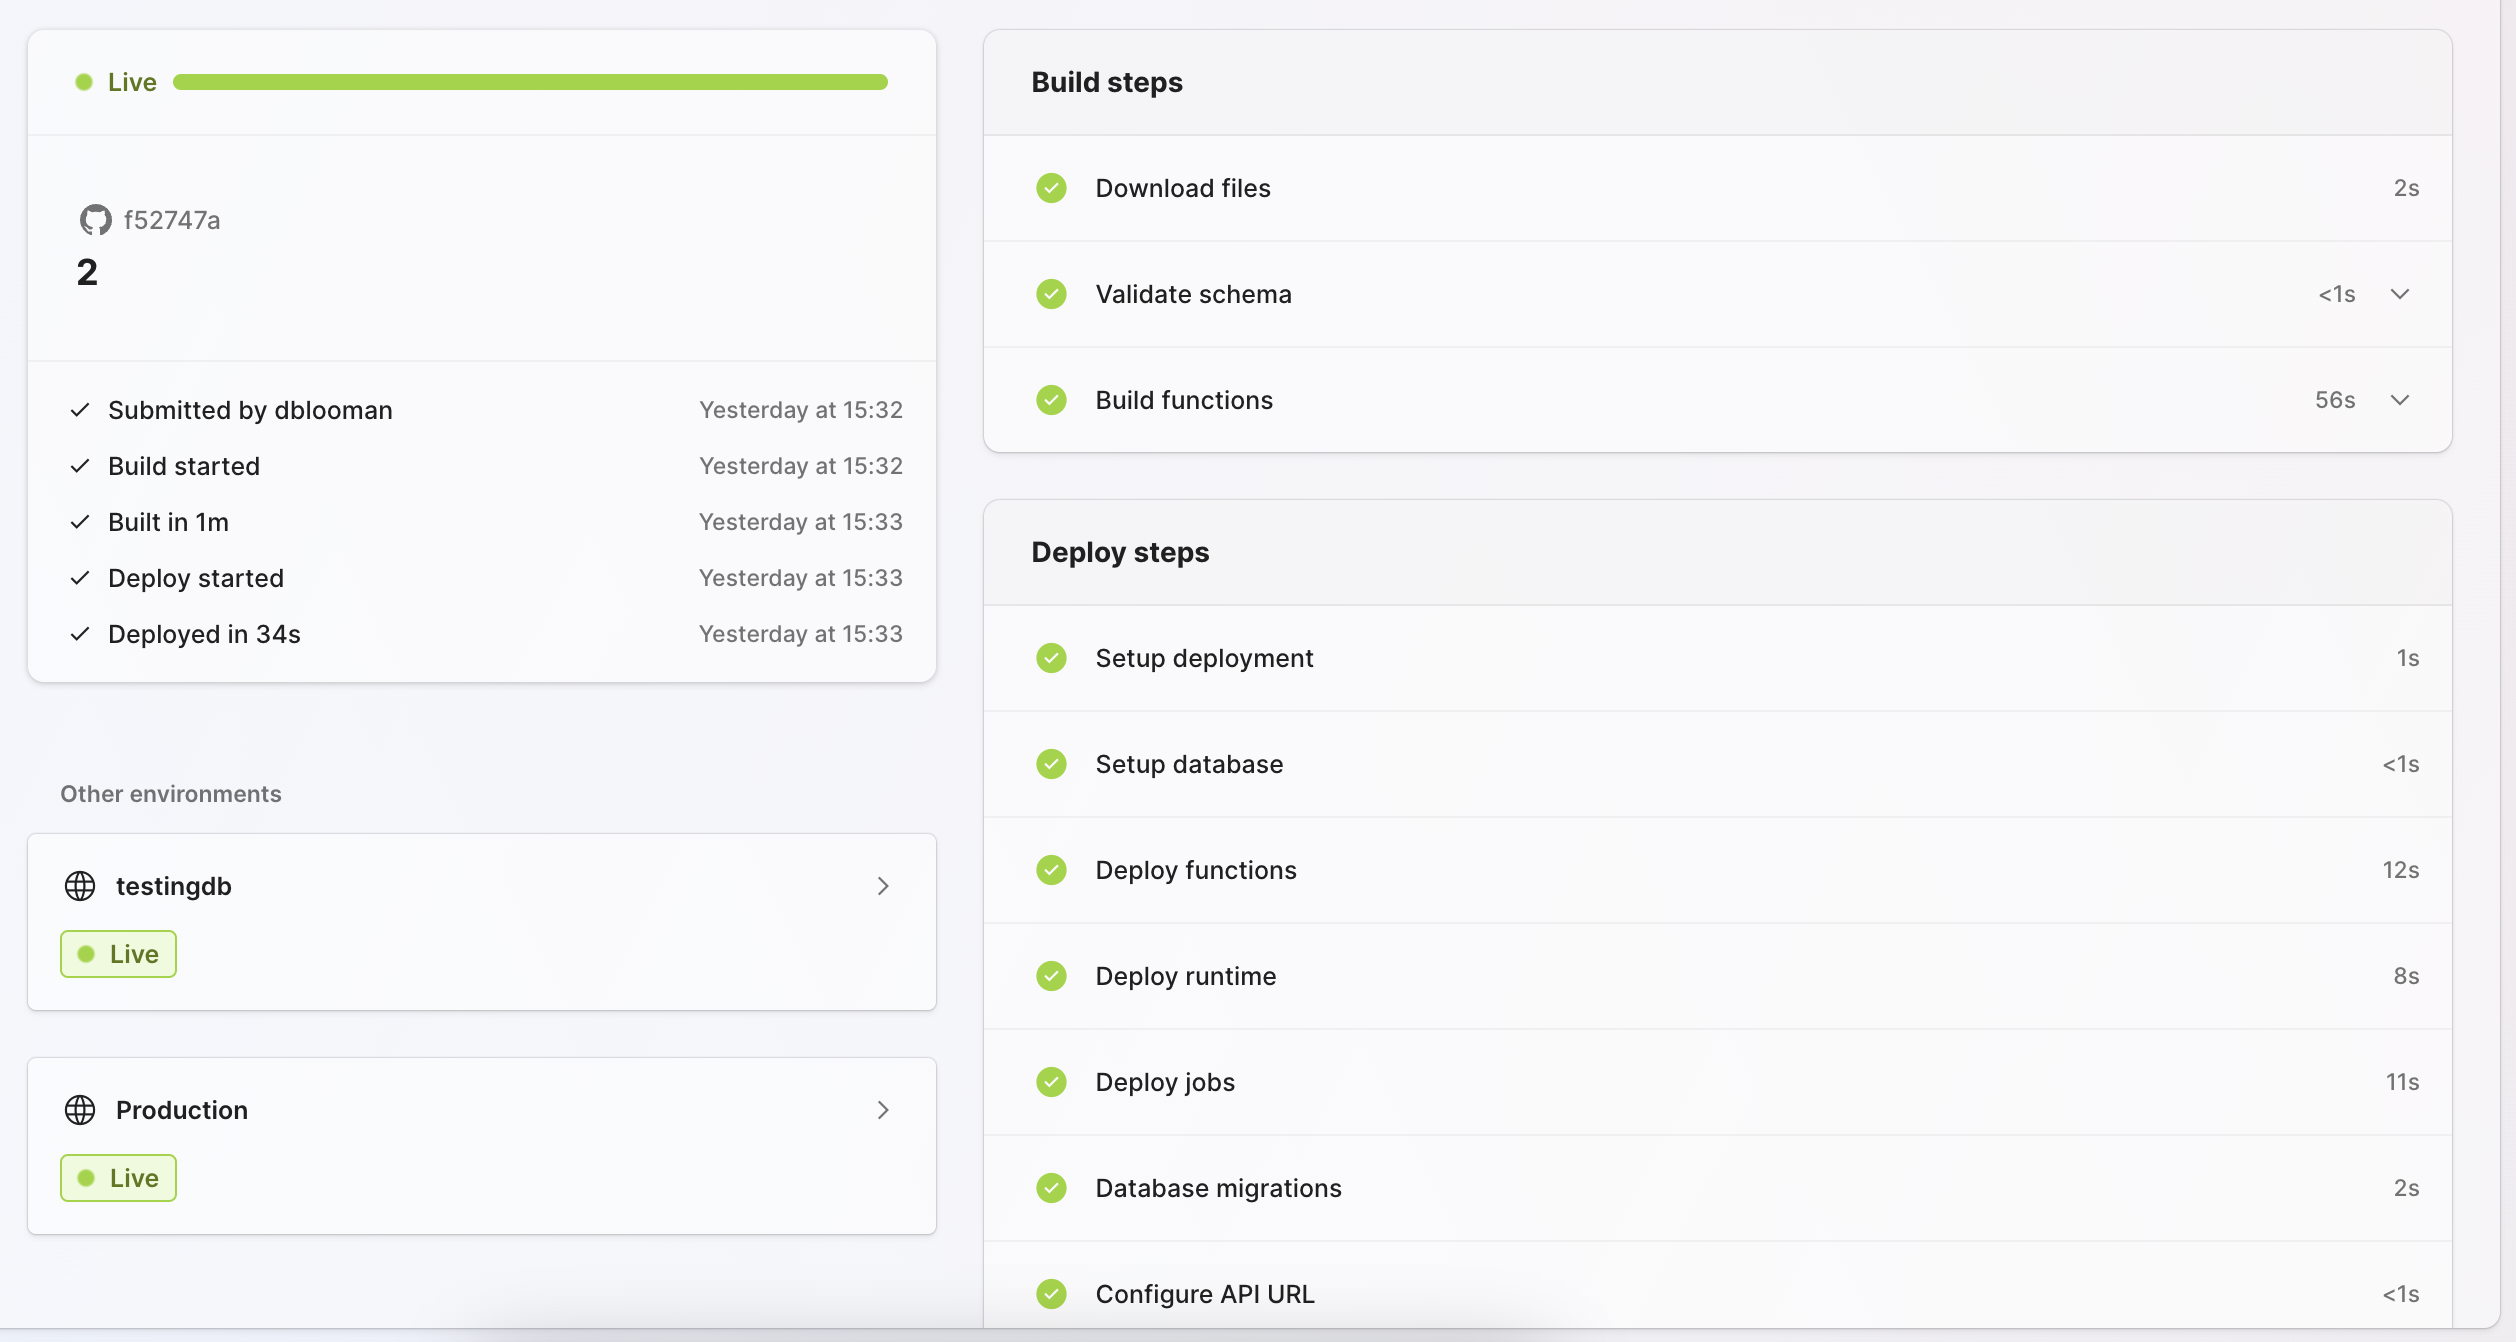 Live
f52747a
2
Submitted by dblooman Yesterday at 15:32
Build started Yesterday at 15:32
Built in 1m Yesterday at 15:33
Deploy started Yesterday at 15:33
Deployed in 34s Yesterday at 15:33
Other environments
testingdb
Live
Production
Live
Build steps
Download files 2s
Validate schema <1s
Build functions 56s
Deploy steps
Setup deployment 1s
Setup database <1s
Deploy functions 12s
Deploy runtime 8s
Deploy jobs 11s
Database migrations 2s
Configure API URL <1s